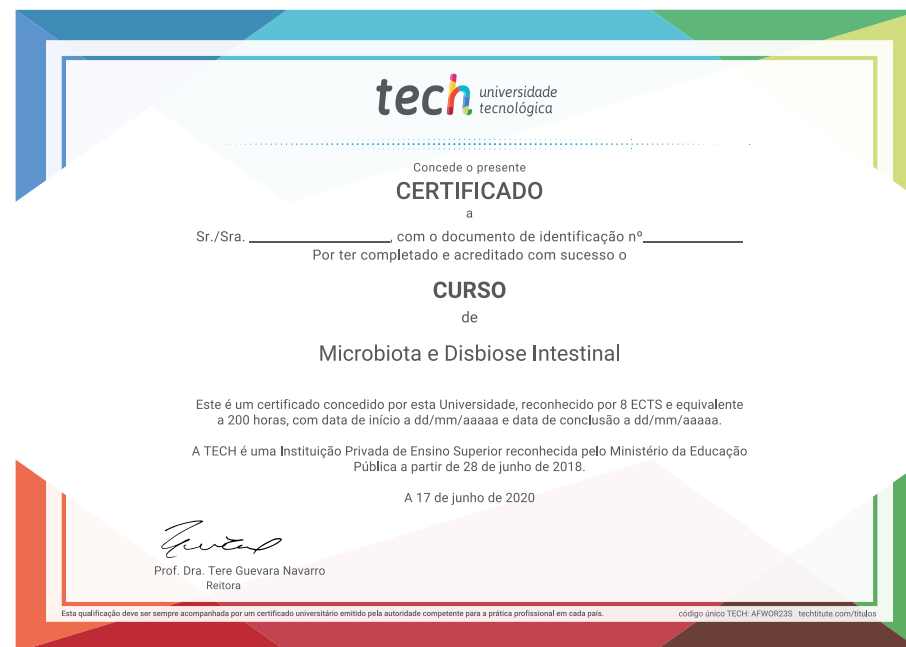 tech universidade
tecnológica
Concede o presente
CERTIFICADO
a
Sr./Sra. ________________, com o documento de identificação nº____________
Por ter completado e acreditado com sucesso o
CURSO
de
Microbiota e Disbiose Intestinal
Este é um certificado concedido por esta Universidade, reconhecido por 8 ECTS e equivalente
a 200 horas, com data de início a dd/mm/aaaaa e data de conclusão a dd/mm/aaaaa.
A TECH é uma Instituição Privada de Ensino Superior reconhecida pelo Ministério da Educação
Pública a partir de 28 de junho de 2018.
A 17 de junho de 2020
Prof. Dra. Tere Guevara Navarro
Reitora
Esta qualificação deve ser sempre acompanhada por um certificado universitário emitido pela autoridade competente para a prática profissional em cada país. código único TECH: AFWOR23S techtitute.com/titulos